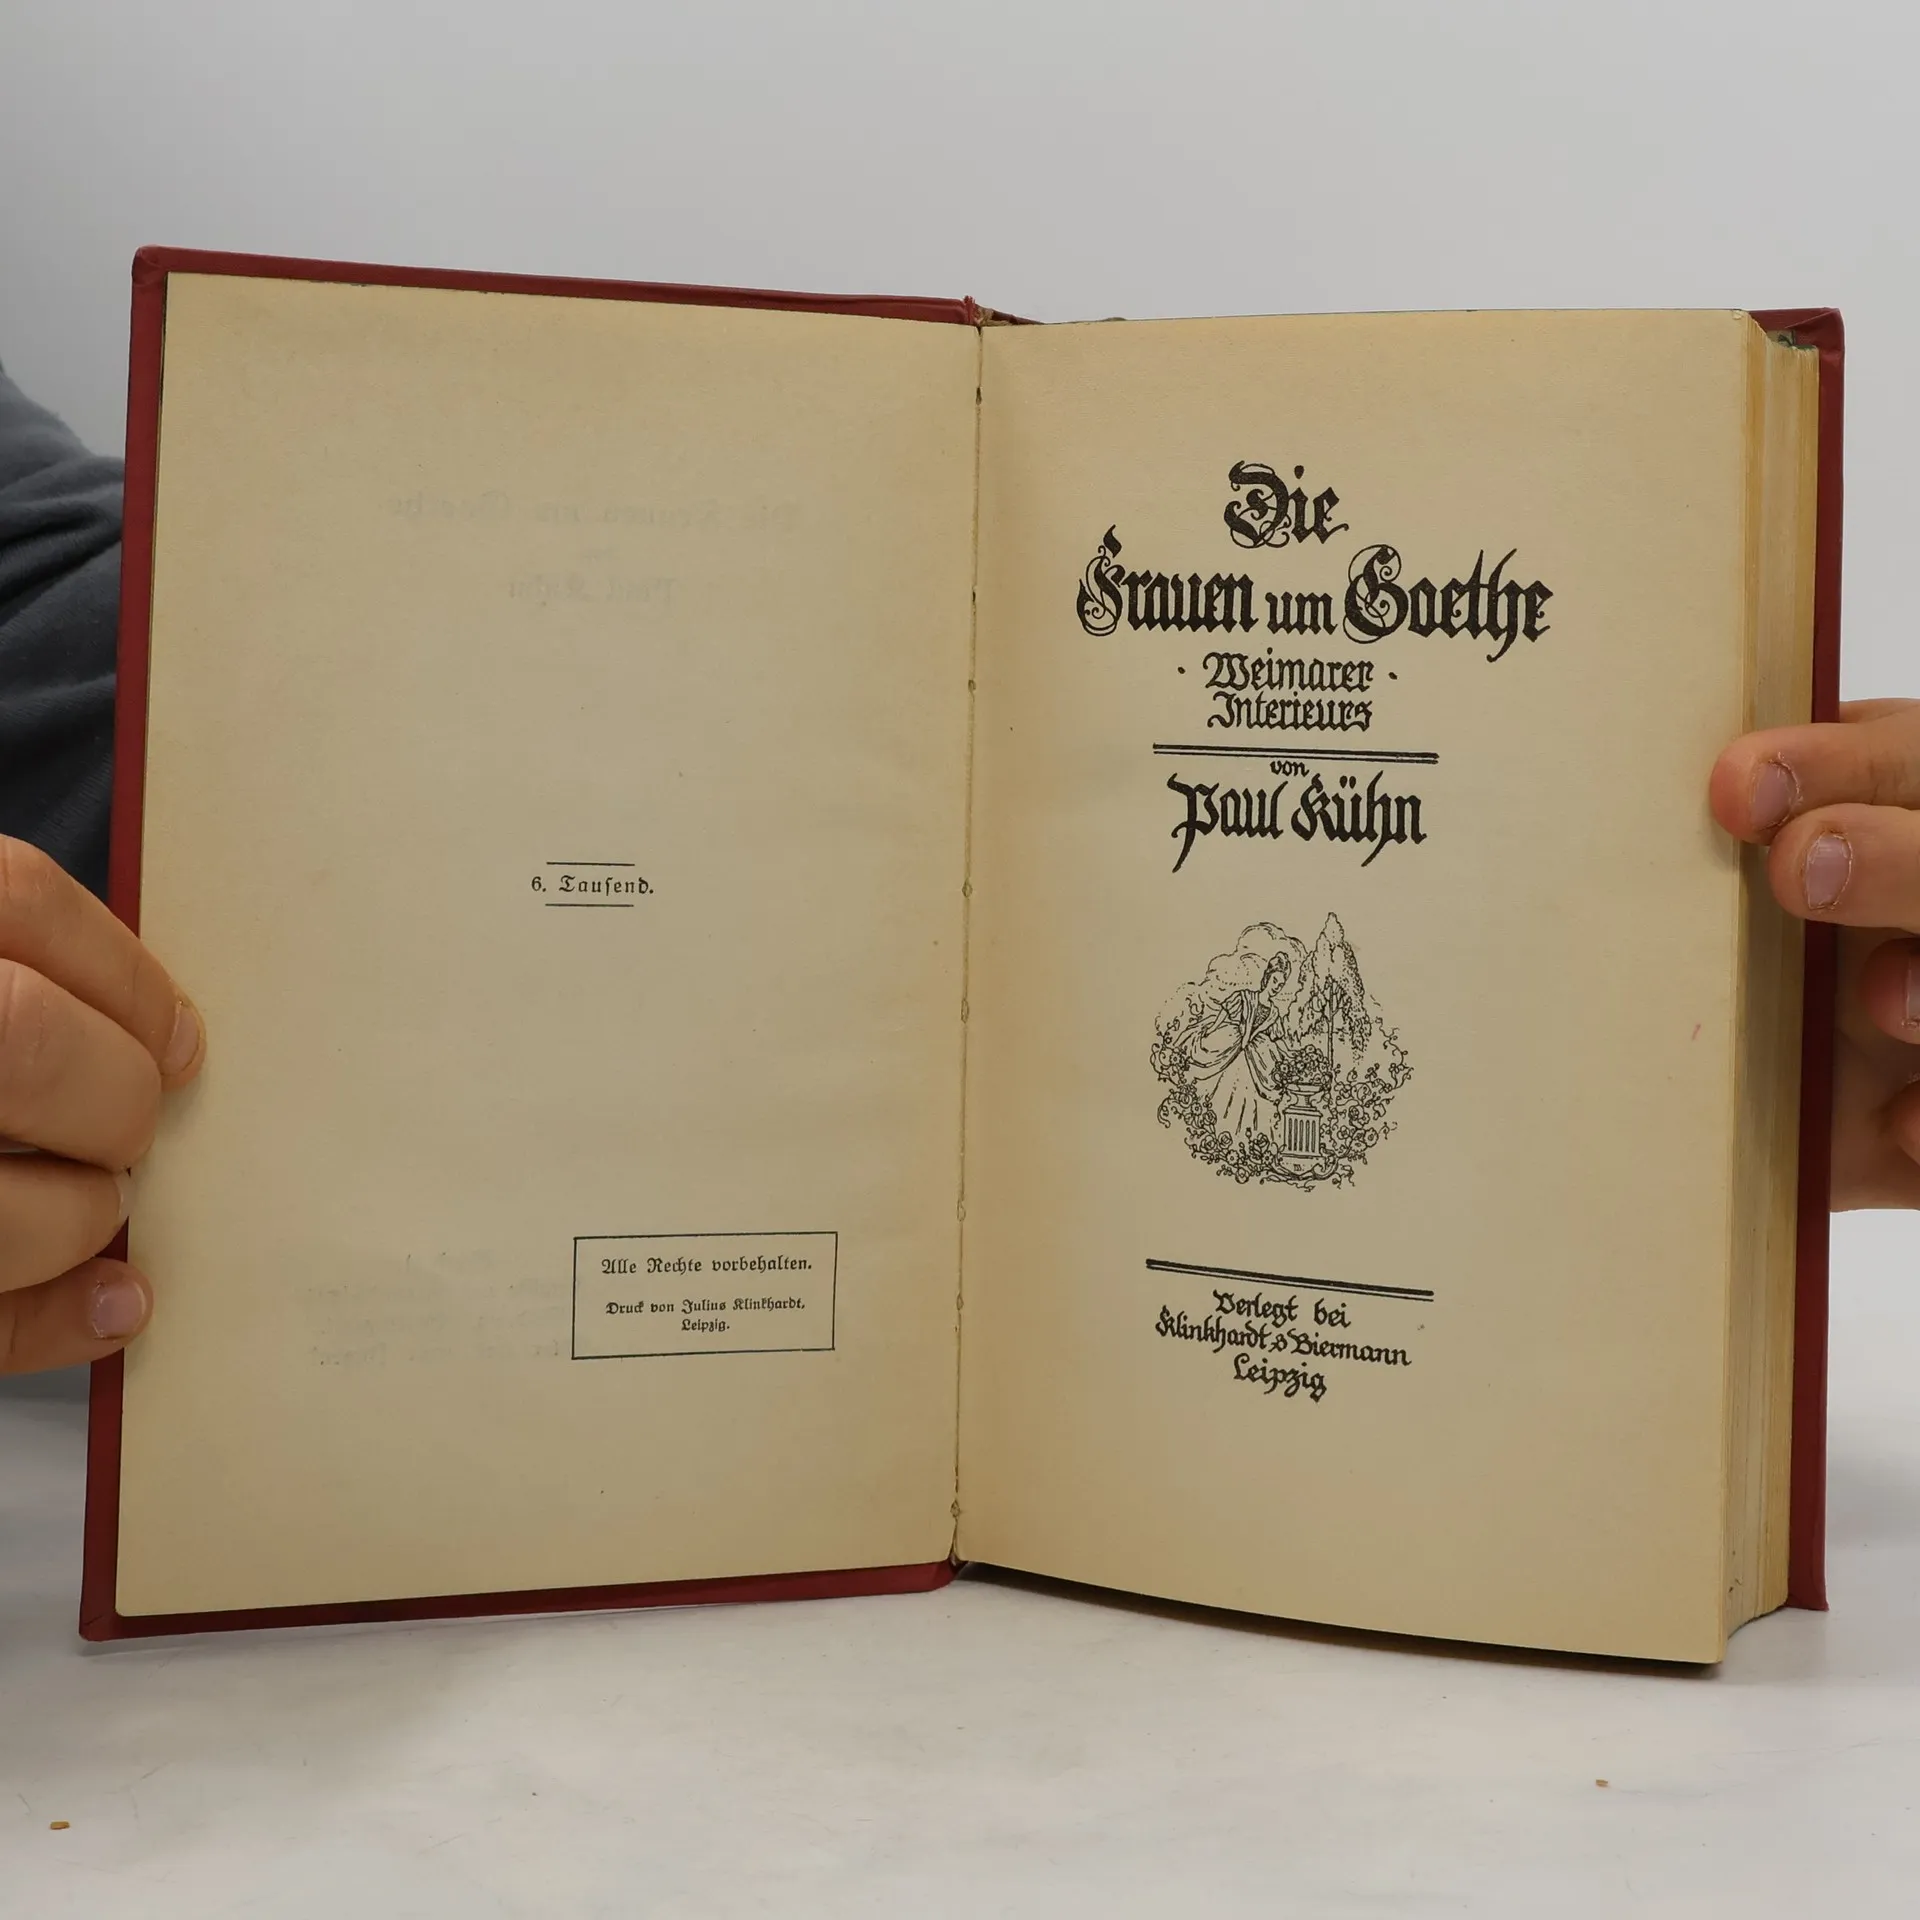 6. Tausend.
Alle Rechte vorbehalten.
Druck von Julius Klinkhardt,
Leipzig.
Die
Frauen um Goethe
· Weimarer ·
Interieurs
von
Paul Kühn
Verlegt bei
Klinkhardt & Biermann
Leipzig